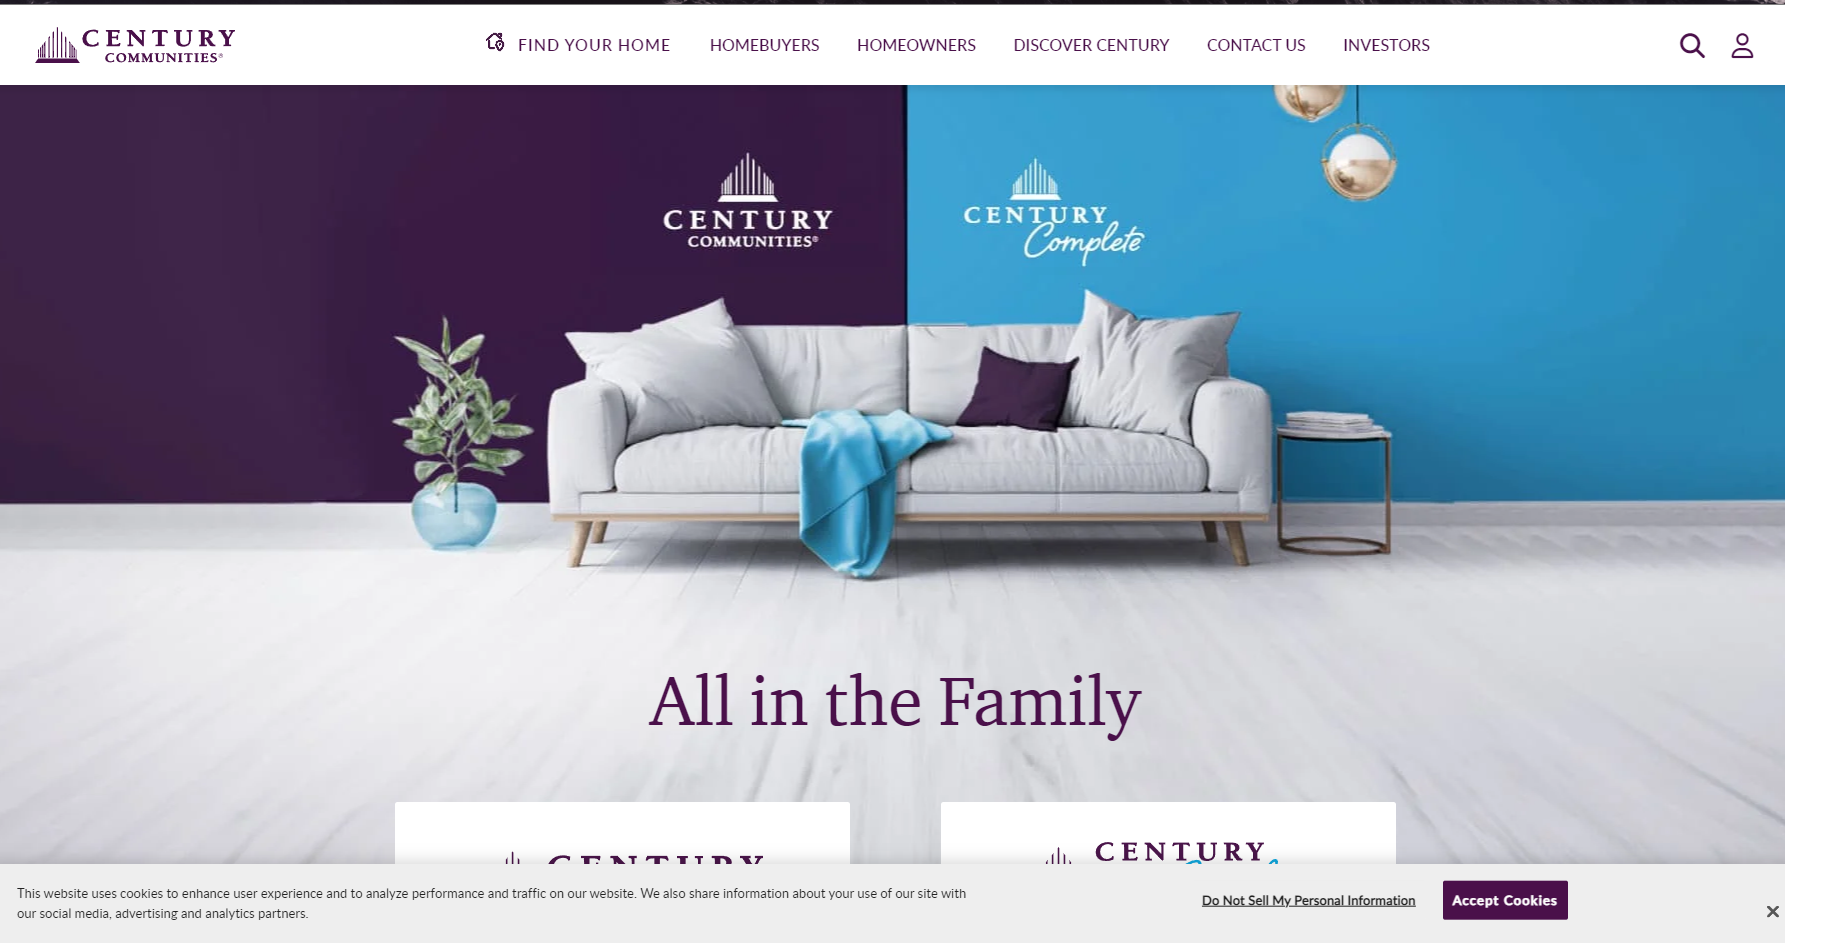 CENTURY
COMMUNITIES®
FIND YOUR HOME
HOMEBUYERS
HOMEOWNERS
DISCOVER CENTURY
CONTACT US
INVESTORS
CENTURY
COMMUNITIES®
CENTURY
Complete
All in the Family
CENTURY
CENTURY
This website uses cookies to enhance user experience and to analyze performance and traffic on our website. We also share information about your use of our site with
our social media, advertising and analytics partners.
Do Not Sell My Personal Information
Accept Cookies